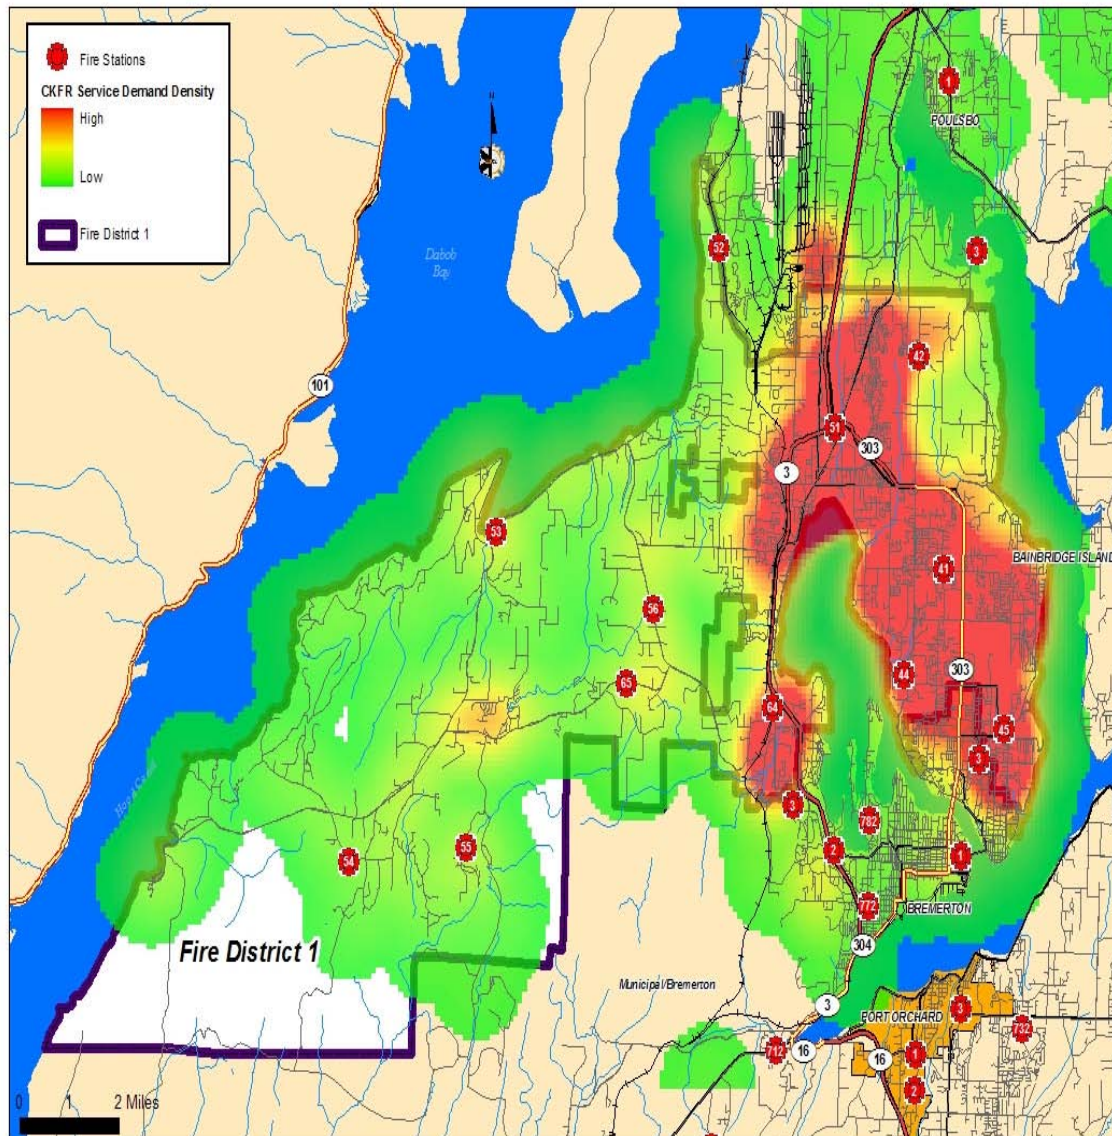 Fire Stations
CKFR Service Demand Density
High
Low
Fire District 1
N
1
POULSBO
52
3
Dabob
Bay
42
101
51
303
3
53
BAINBRIDGE ISLAND
41
56
44
303
65
64
45
3
Hood Canal
3
782
54
55
2
1
772
BREMERTON
Fire District 1
304
Municipal/Bremerton
3
PORT ORCHARD
3
732
712
16
16
1
2
0 1 2 Miles